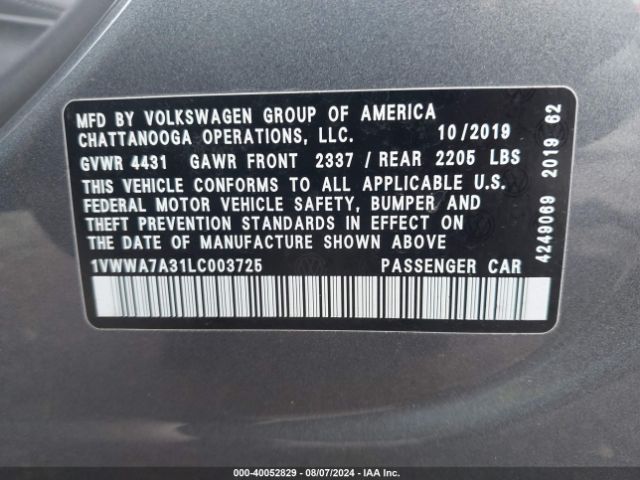 MFD BY VOLKSWAGEN GROUP OF AMERICA
CHATTANOOGA OPERATIONS, LLC. 10/2019
GVWR 4431 GAWR FRONT 2337 / REAR 2205 LBS
THIS VEHICLE CONFORMS TO ALL APPLICABLE U.S.
FEDERAL MOTOR VEHICLE SAFETY, BUMPER AND
THEFT PREVENTION STANDARDS IN EFFECT ON
THE DATE OF MANUFACTURE SHOWN ABOVE
1VWWA7A31LC003725 PASSENGER CAR
4249069 2019 62
000-40052829 - 08/07/2024 - IAA Inc.